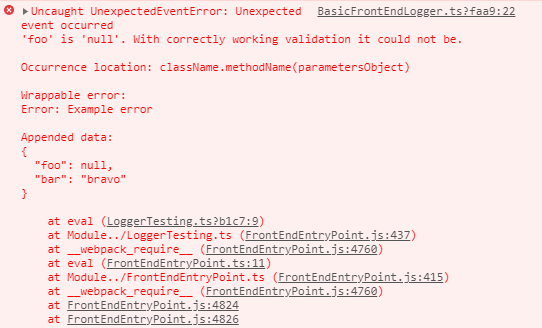 Uncaught UnexpectedEventError: Unexpected event occurred BasicFrontEndLogger.ts?faa9:22
'foo' is 'null'. With correctly working validation it could not be.
Occurrence location: className.methodName(parametersObject)
Wrappable error:
Error: Example error
Appended data:
{
  "foo": null,
  "bar": "bravo"
}
    at eval (LoggerTesting.ts?b1c7:9)
    at Module../LoggerTesting.ts (FrontEndEntryPoint.js:437)
    at __webpack_require__ (FrontEndEntryPoint.js:4760)
    at eval (FrontEndEntryPoint.ts:11)
    at Module../FrontEndEntryPoint.ts (FrontEndEntryPoint.js:415)
    at __webpack_require__ (FrontEndEntryPoint.js:4760)
    at FrontEndEntryPoint.js:4824
    at FrontEndEntryPoint.js:4826